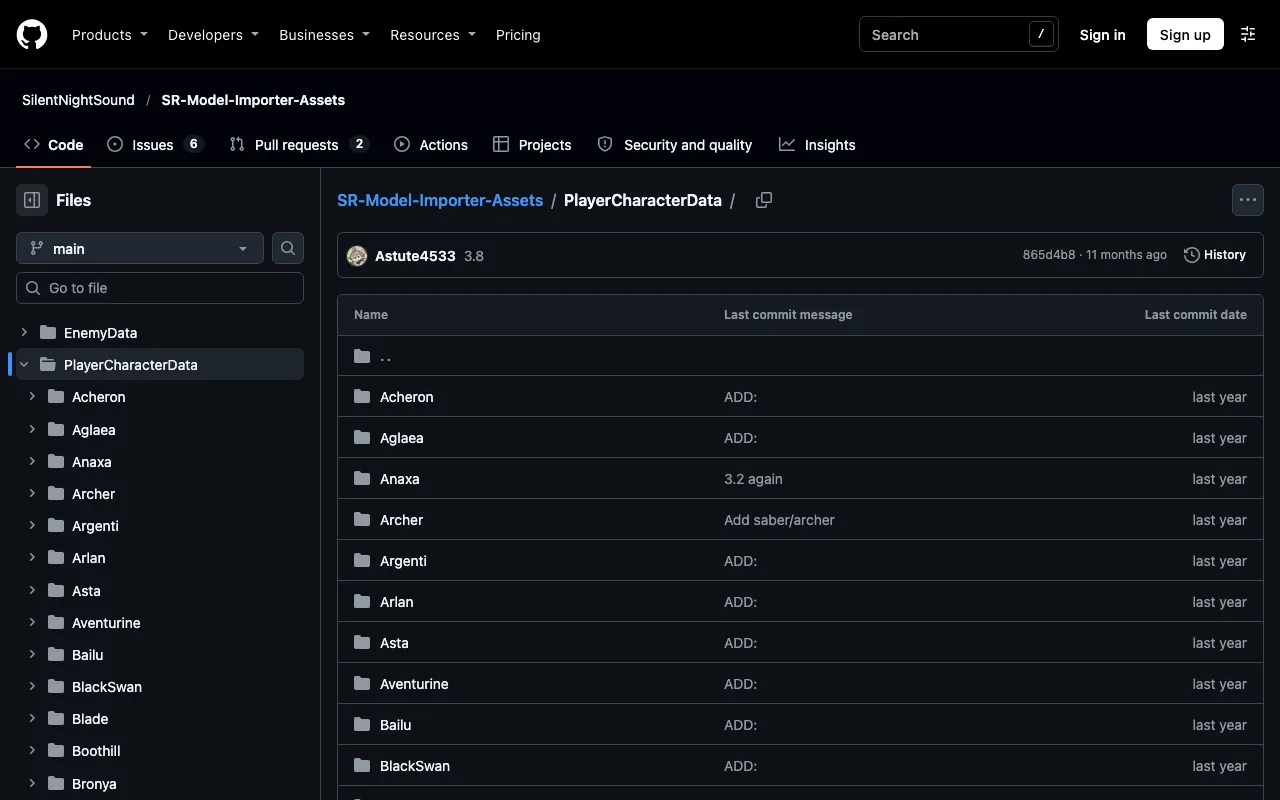 Products Developers Businesses Resources Pricing Search / Sign in Sign up
SilentNightSound / SR-Model-Importer-Assets
Code Issues 6 Pull requests 2 Actions Projects Security and quality Insights
Files
main
Go to file
EnemyData
PlayerCharacterData
Acheron
Aglaea
Anaxa
Archer
Argenti
Arlan
Asta
Aventurine
Bailu
BlackSwan
Blade
Boothill
Bronya
SR-Model-Importer-Assets / PlayerCharacterData /
Astute4533 3.8 865d4b8 · 11 months ago History
Name Last commit message Last commit date
..
Acheron ADD: last year
Aglaea ADD: last year
Anaxa 3.2 again last year
Archer Add saber/archer last year
Argenti ADD: last year
Arlan ADD: last year
Asta ADD: last year
Aventurine ADD: last year
Bailu ADD: last year
BlackSwan ADD: last year